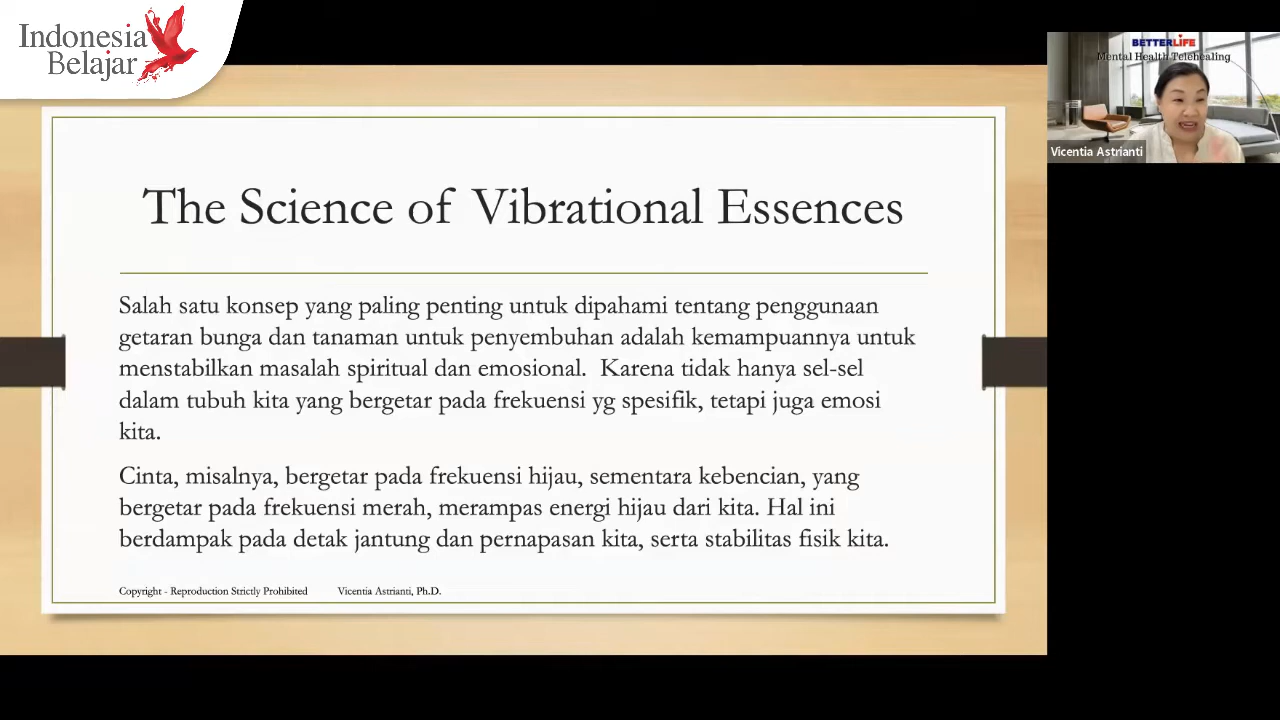 Indonesia
Belajar
BETTERLIFE
Mental Health Telehealing
Vicentia Astrianti
The Science of Vibrational Essences
Salah satu konsep yang paling penting untuk dipahami tentang penggunaan
getaran bunga dan tanaman untuk penyembuhan adalah kemampuannya untuk
menstabilkan masalah spiritual dan emosional. Karena tidak hanya sel-sel
dalam tubuh kita yang bergetar pada frekuensi yg spesifik, tetapi juga emosi
kita.
Cinta, misalnya, bergetar pada frekuensi hijau, sementara kebencian, yang
bergetar pada frekuensi merah, merampas energi hijau dari kita. Hal ini
berdampak pada detak jantung dan pernapasan kita, serta stabilitas fisik kita.
Copyright - Reproduction Strictly Prohibited Vicentia Astrianti, Ph.D.